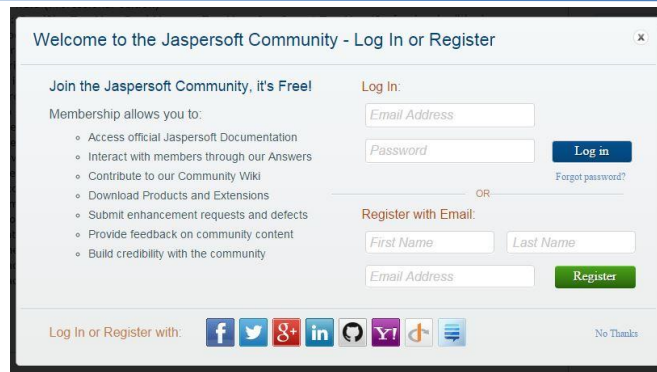 Welcome to the Jaspersoft Community - Log In or Register
x
Join the Jaspersoft Community, it's Free!
Membership allows you to:
Access official Jaspersoft Documentation
Interact with members through our Answers
Contribute to our Community Wiki
Download Products and Extensions
Submit enhancement requests and defects
Provide feedback on community content
Build credibility with the community
Log In:
Email Address
Password
Log in
Forgot password?
OR
Register with Email:
First Name
Last Name
Email Address
Register
Log In or Register with:
f
8+
in
Y!
No Thanks